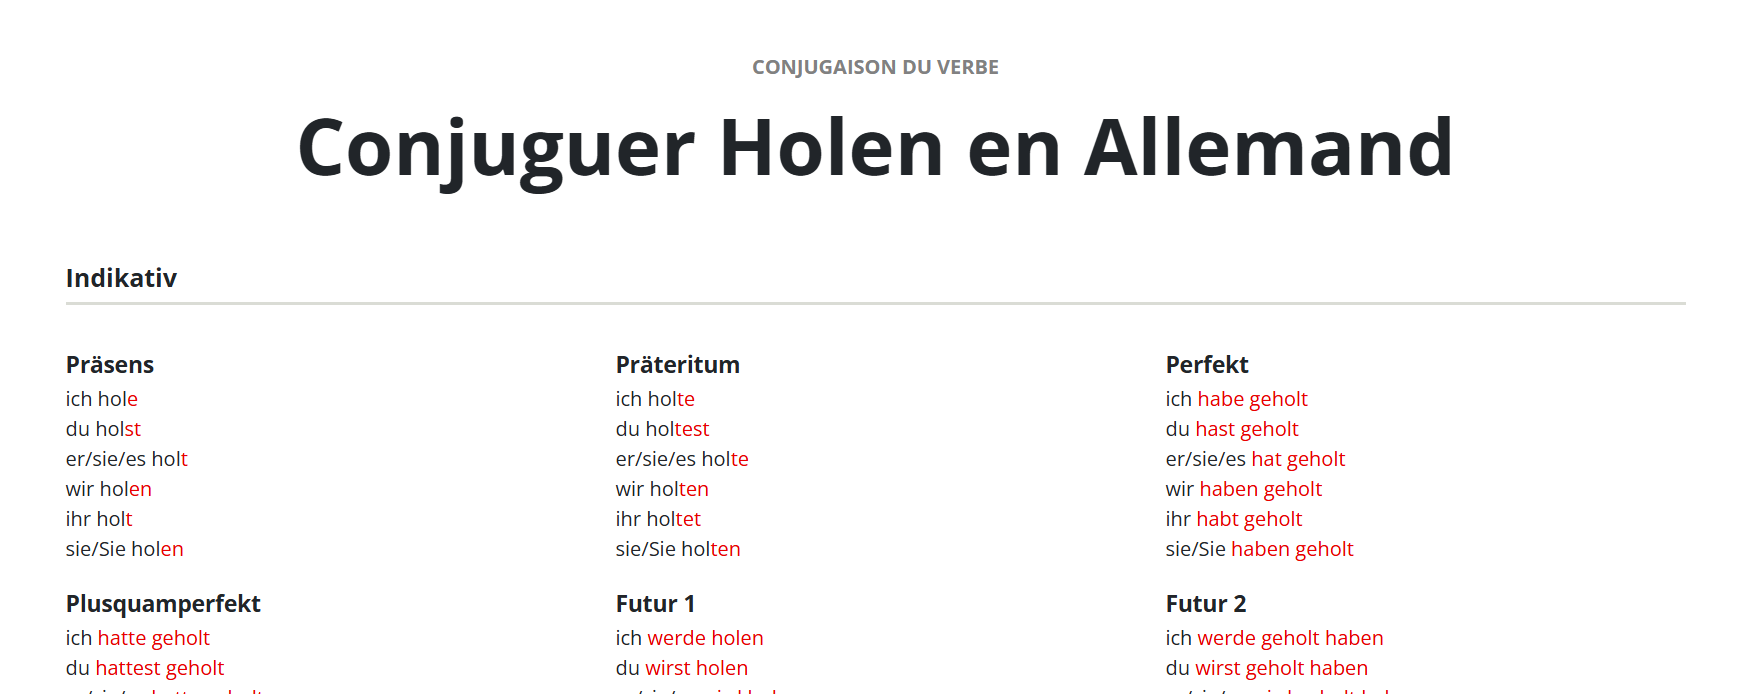 CONJUGAISON DU VERBE
Conjuguer Holen en Allemand
Indikativ
Präsens
ich hole
du holst
er/sie/es holt
wir holen
ihr holt
sie/Sie holen
Präteritum
ich holte
du holtest
er/sie/es holte
wir holten
ihr holtet
sie/Sie holten
Perfekt
ich habe geholt
du hast geholt
er/sie/es hat geholt
wir haben geholt
ihr habt geholt
sie/Sie haben geholt
Plusquamperfekt
ich hatte geholt
du hattest geholt
Futur 1
ich werde holen
du wirst holen
Futur 2
ich werde geholt haben
du wirst geholt haben